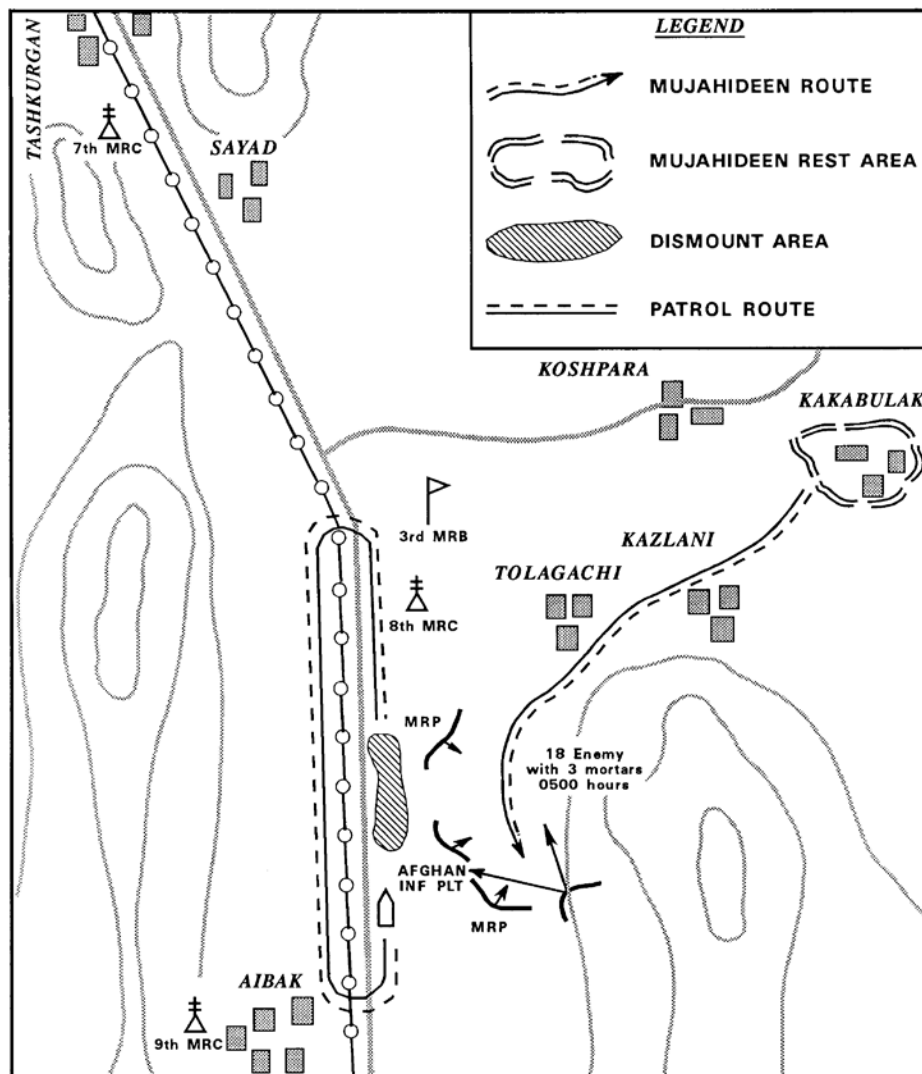 LEGEND
MUJAHIDEEN ROUTE
MUJAHIDEEN REST AREA
DISMOUNT AREA
PATROL ROUTE
TASHKURGAN
7th MRC
SAYAD
KOSHPARA
KAKABULAK
3rd MRB
KAZLANI
TOLAGACHI
8th MRC
MRP
18 Enemy
with 3 mortars
0500 hours
AFGHAN
INF PLT
MRP
AIBAK
9th MRC